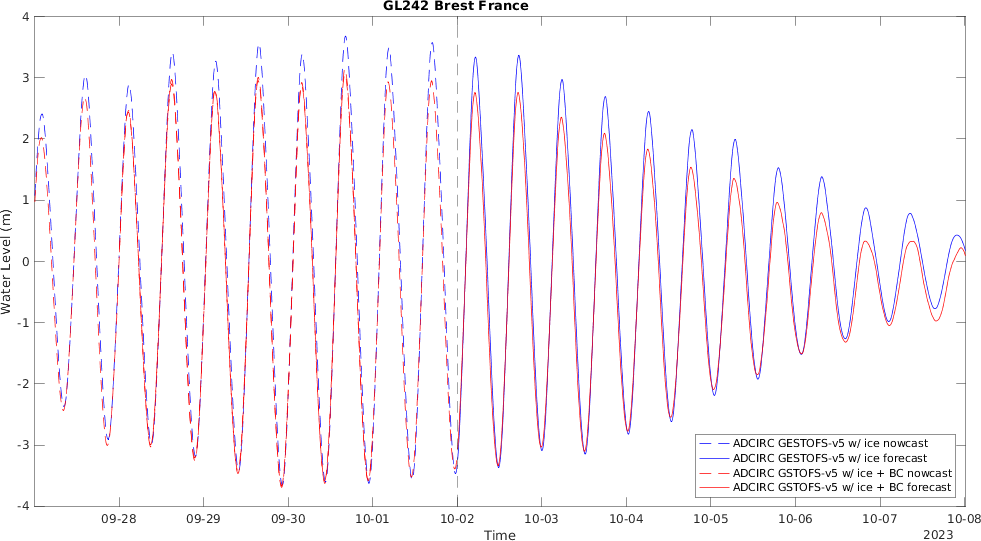 GL242 Brest France
4
3
2
1
0
-1
-2
-3
-4
Water Level (m)
ADCIRC GESTOFS-v5 w/ ice nowcast
ADCIRC GESTOFS-v5 w/ ice forecast
ADCIRC GSTOFS-v5 w/ ice + BC nowcast
ADCIRC GSTOFS-v5 w/ ice + BC forecast
09-28 09-29 09-30 10-01 10-02 10-03 10-04 10-05 10-06 10-07 10-08
Time
2023